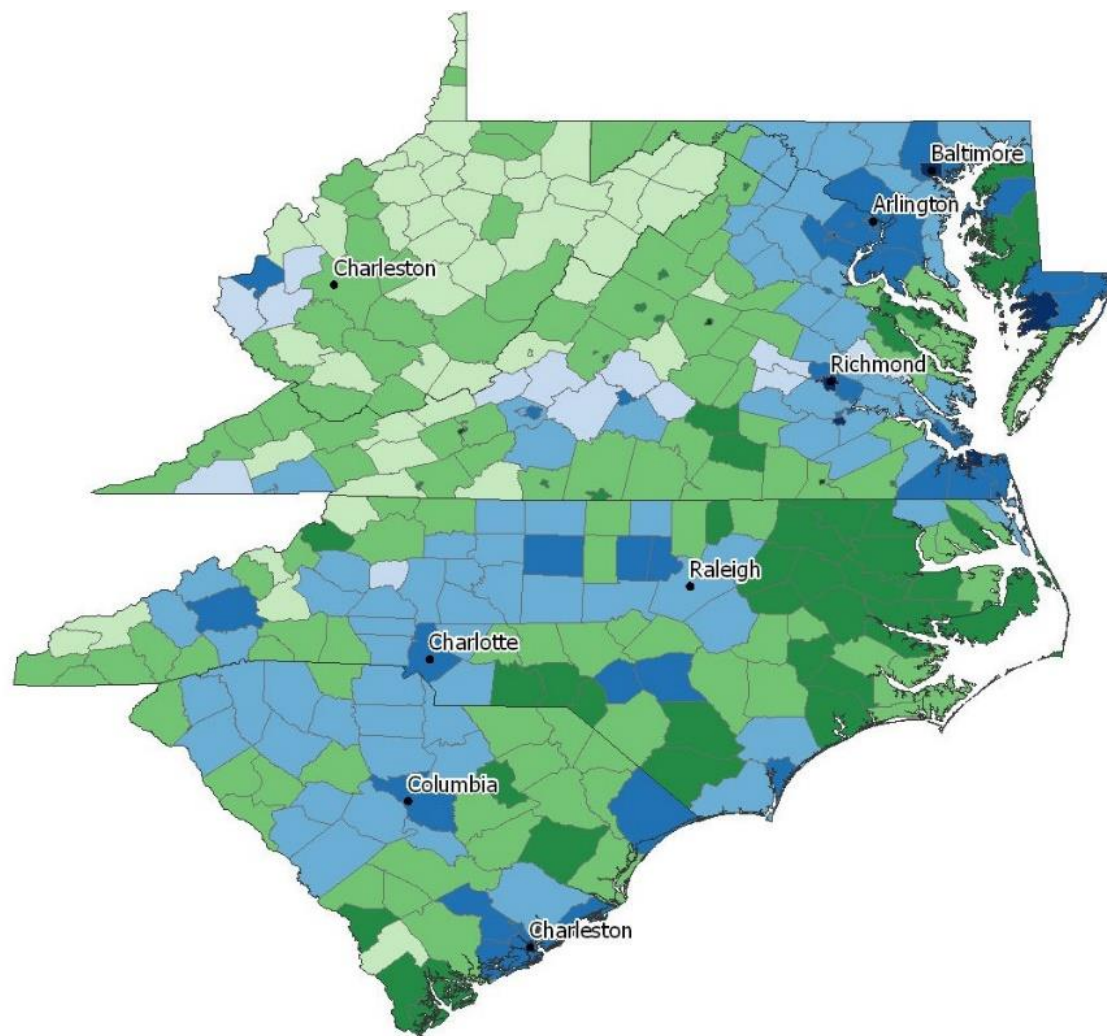 Baltimore
Arlington
Charleston
Richmond
Raleigh
Charlotte
Columbia
Charleston